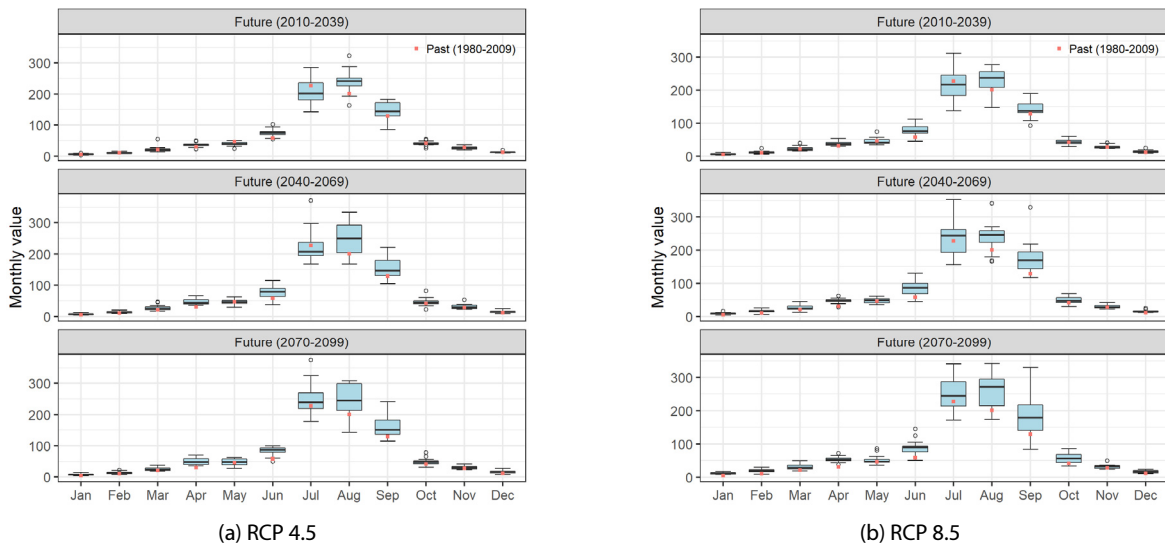 Future (2010-2039)
Past (1980-2009)
300
200
100
0
Future (2040-2069)
Monthly value
300
200
100
0
Future (2070-2099)
300
200
100
0
Jan Feb Mar Apr May Jun Jul Aug Sep Oct Nov Dec
(a) RCP 4.5
Future (2010-2039)
Past (1980-2009)
300
200
100
0
Future (2040-2069)
Monthly value
300
200
100
0
Future (2070-2099)
300
200
100
0
Jan Feb Mar Apr May Jun Jul Aug Sep Oct Nov Dec
(b) RCP 8.5